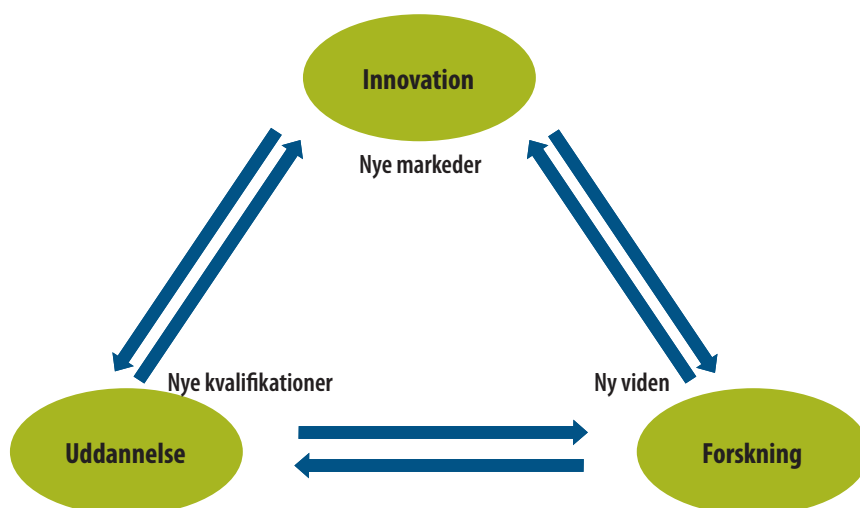 Innovation
Nye markeder
Nye kvalifikationer
Ny viden
Uddannelse
Forskning